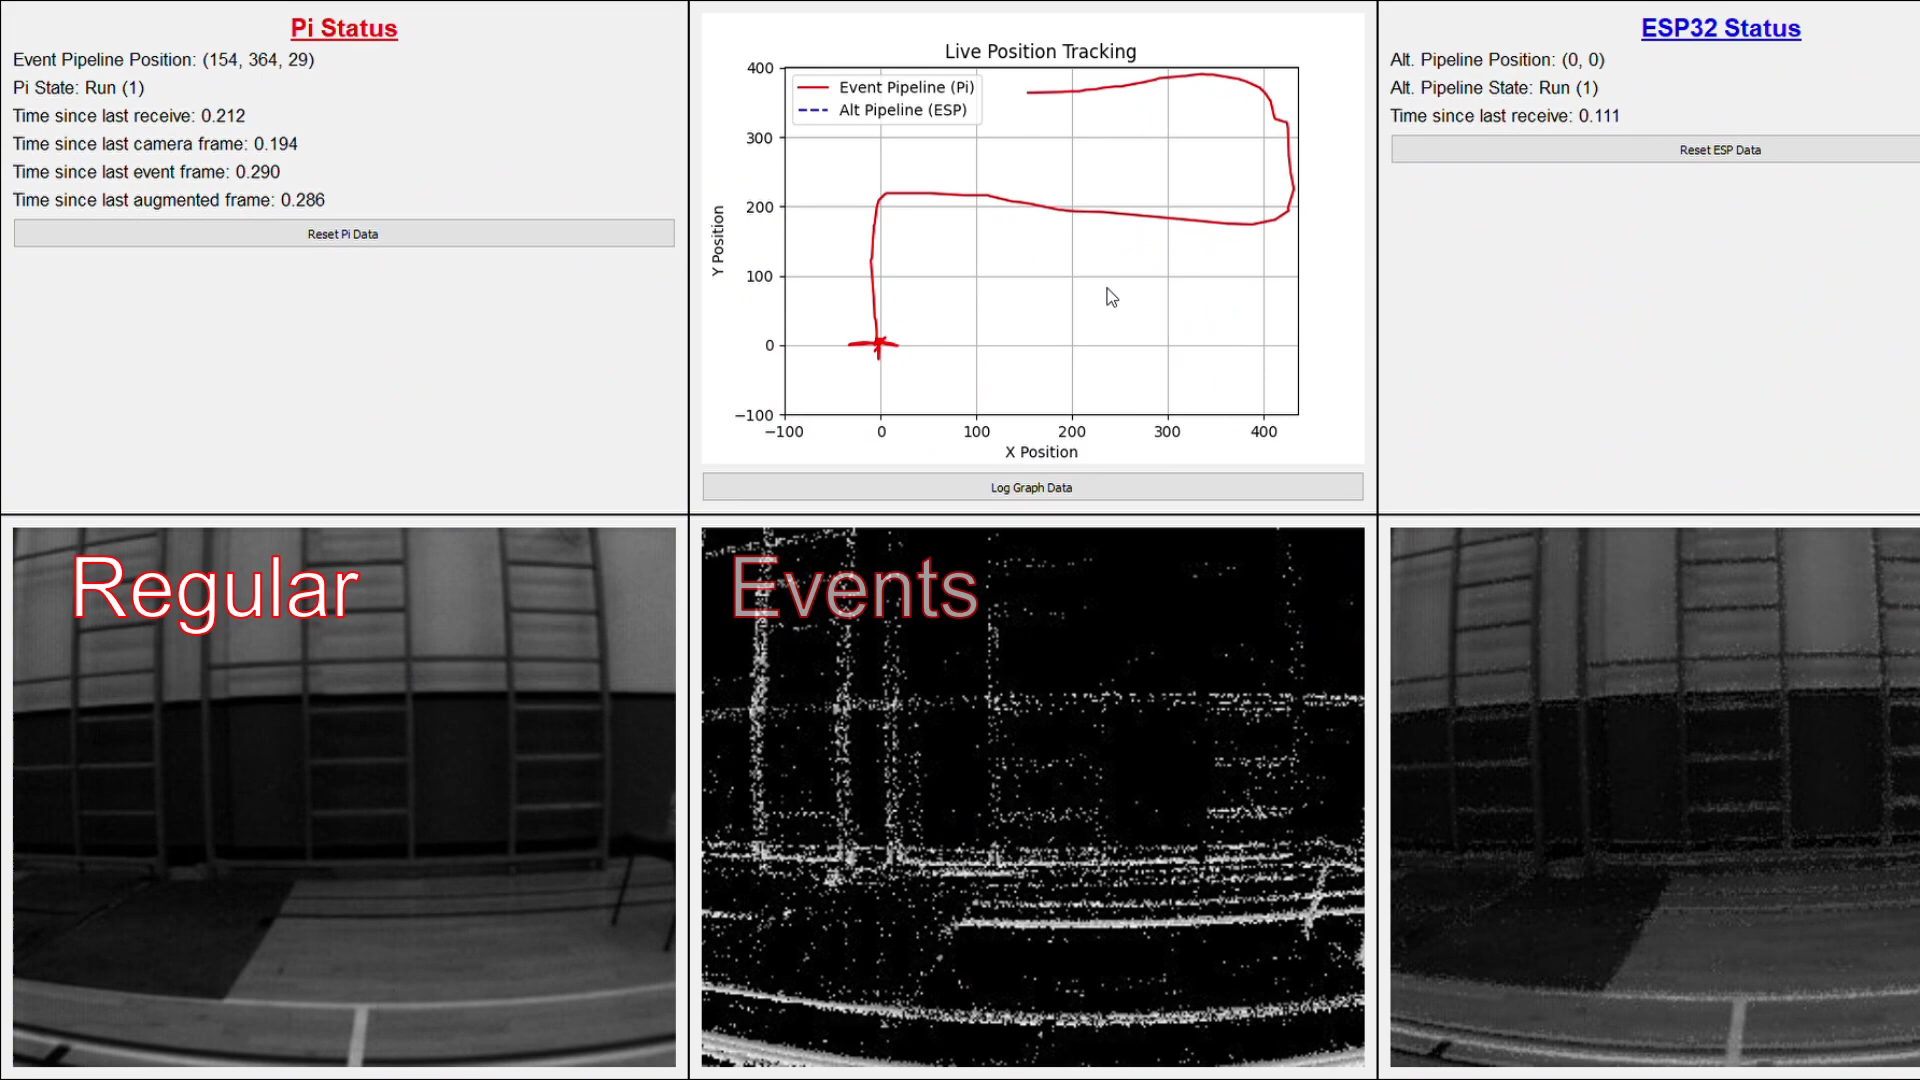 Pi Status
Event Pipeline Position: (154, 364, 29)
Pi State: Run (1)
Time since last receive: 0.212
Time since last camera frame: 0.194
Time since last event frame: 0.290
Time since last augmented frame: 0.286
Reset Pi Data
Live Position Tracking
Event Pipeline (Pi)
Alt Pipeline (ESP)
400
300
200
100
0
−100
Y Position
−100 0 100 200 300 400
X Position
Log Graph Data
ESP32 Status
Alt. Pipeline Position: (0, 0)
Alt. Pipeline State: Run (1)
Time since last receive: 0.111
Reset ESP Data
Regular
Events